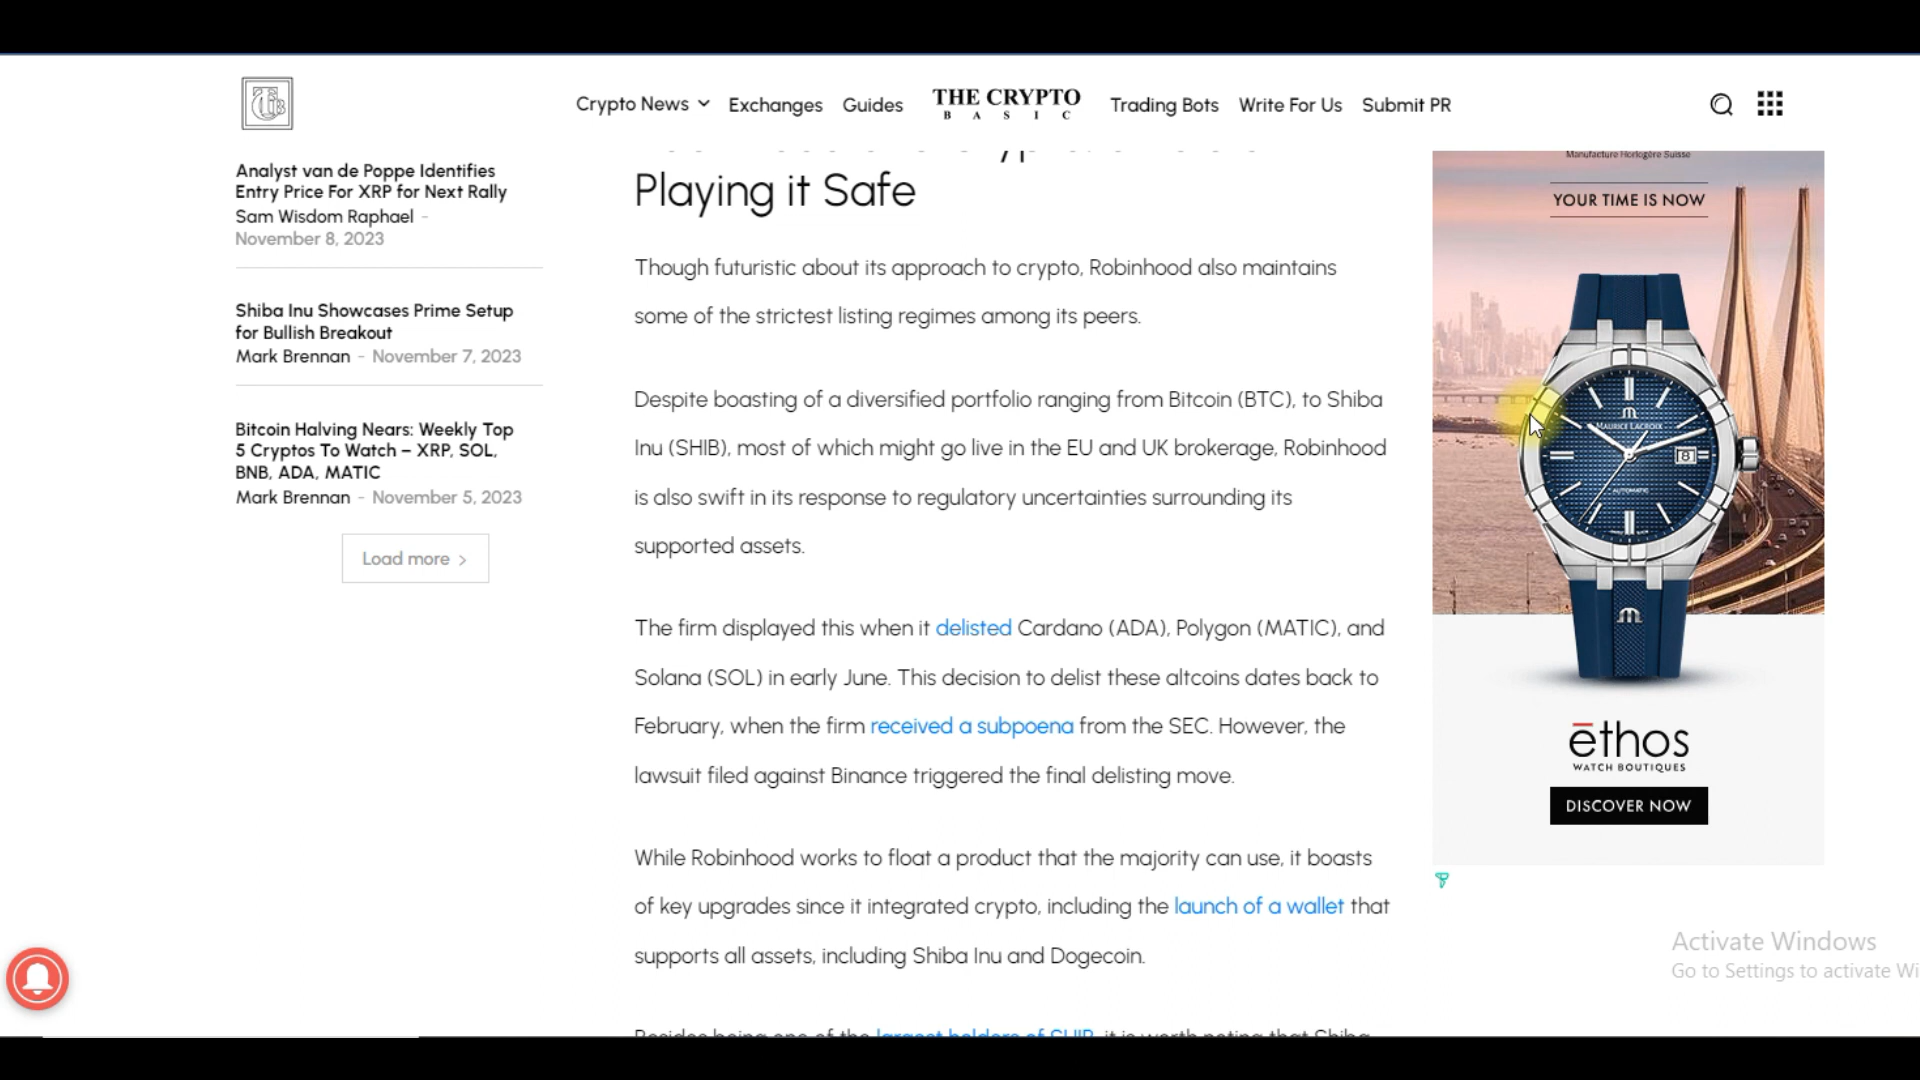 Crypto News
Exchanges
Guides
THE CRYPTO
BASIC
Trading Bots
Write For Us
Submit PR
Analyst van de Poppe Identifies
Entry Price For XRP for Next Rally
Sam Wisdom Raphael -
November 8, 2023
Shiba Inu Showcases Prime Setup
for Bullish Breakout
Mark Brennan - November 7, 2023
Bitcoin Halving Nears: Weekly Top
5 Cryptos To Watch – XRP, SOL,
BNB, ADA, MATIC
Mark Brennan - November 5, 2023
Load more >
Playing it Safe
Though futuristic about its approach to crypto, Robinhood also maintains
some of the strictest listing regimes among its peers.
Despite boasting of a diversified portfolio ranging from Bitcoin (BTC), to Shiba
Inu (SHIB), most of which might go live in the EU and UK brokerage, Robinhood
is also swift in its response to regulatory uncertainties surrounding its
supported assets.
The firm displayed this when it delisted Cardano (ADA), Polygon (MATIC), and
Solana (SOL) in early June. This decision to delist these altcoins dates back to
February, when the firm received a subpoena from the SEC. However, the
lawsuit filed against Binance triggered the final delisting move.
While Robinhood works to float a product that the majority can use, it boasts
of key upgrades since it integrated crypto, including the launch of a wallet that
supports all assets, including Shiba Inu and Dogecoin.
Besides being one of the largest holders of SHIB, it is worth noting that Shiba
Manufacture Horlogère Suisse
YOUR TIME IS NOW
MAURICE LACROIX
8
AUTOMATIC
ēthos
WATCH BOUTIQUES
DISCOVER NOW
Activate Windows
Go to Settings to activate Wi